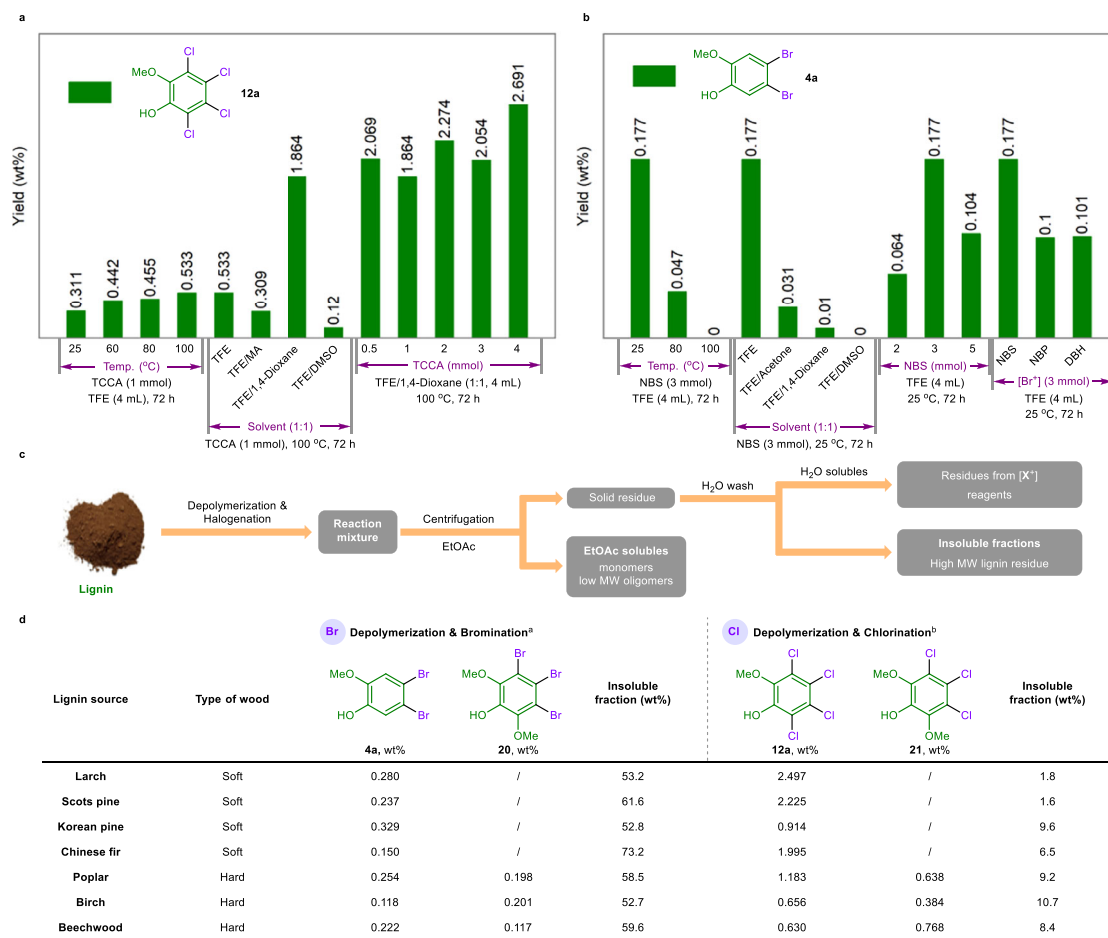 a
Yield (wt%)
MeO
HO
Cl
Cl
Cl
Cl
12a
0.311
0.442
0.455
0.533
0.533
0.309
1.864
0.12
2.069
1.864
2.274
2.054
2.691
25 60 80 100
TFE
TFE/MA
TFE/1,4-Dioxane
TFE/DMSO
0.5 1 2 3 4
Temp. (°C)
TCCA (1 mmol)
TFE (4 mL), 72 h
Solvent (1:1)
TCCA (1 mmol), 100 °C, 72 h
TCCA (mmol)
TFE/1,4-Dioxane (1:1, 4 mL)
100 °C, 72 h
b
Yield (wt%)
MeO
HO
Br
Br
4a
0.177
0.047
0
0.177
0.031
0.01
0
0.064
0.177
0.104
0.177
0.1
0.101
25 80 100
TFE
TFE/Acetone
TFE/1,4-Dioxane
TFE/DMSO
2 3 5
NBS
NBP
DBH
Temp. (°C)
NBS (3 mmol)
TFE (4 mL), 72 h
Solvent (1:1)
NBS (3 mmol), 25 °C, 72 h
NBS (mmol)
TFE (4 mL)
25 °C, 72 h
[Br⁺] (3 mmol)
TFE (4 mL)
25 °C, 72 h
c
Lignin
Depolymerization &
Halogenation
Reaction
mixture
Centrifugation
EtOAc
Solid residue
EtOAc solubles
monomers
low MW oligomers
H₂O wash
H₂O solubles
Residues from [X⁺]
reagents
Insoluble fractions
High MW lignin residue
d
Br Depolymerization & Brominationᵃ
Cl Depolymerization & Chlorinationᵇ
Lignin source
Type of wood
MeO
HO
Br
Br
4a, wt%
MeO
HO
OMe
Br
Br
Br
20, wt%
Insoluble
fraction (wt%)
MeO
HO
Cl
Cl
Cl
Cl
12a, wt%
MeO
HO
OMe
Cl
Cl
Cl
21, wt%
Insoluble
fraction (wt%)
Larch Soft 0.280 / 53.2 2.497 / 1.8
Scots pine Soft 0.237 / 61.6 2.225 / 1.6
Korean pine Soft 0.329 / 52.8 0.914 / 9.6
Chinese fir Soft 0.150 / 73.2 1.995 / 6.5
Poplar Hard 0.254 0.198 58.5 1.183 0.638 9.2
Birch Hard 0.118 0.201 52.7 0.656 0.384 10.7
Beechwood Hard 0.222 0.117 59.6 0.630 0.768 8.4